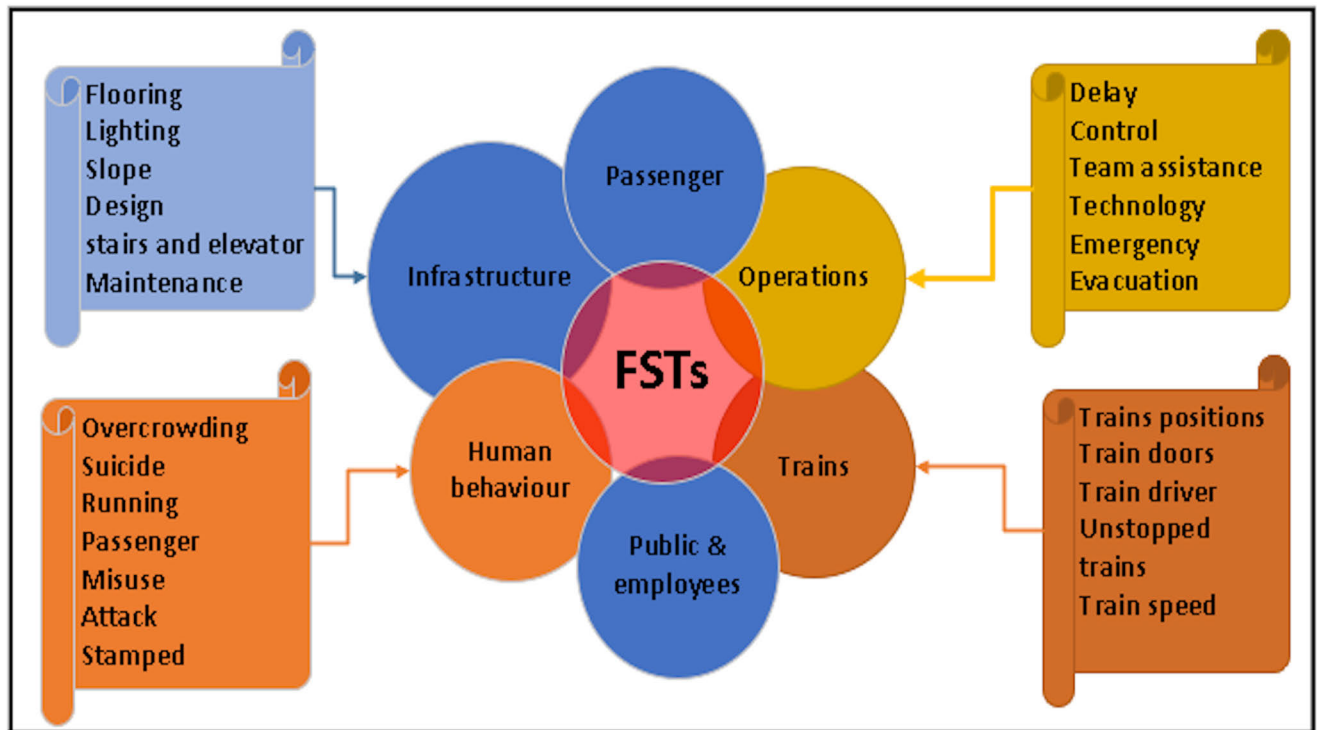 Flooring
Lighting
Slope
Design
stairs and elevator
Maintenance
Passenger
Infrastructure
Operations
Delay
Control
Team assistance
Technology
Emergency
Evacuation
FSTs
Overcrowding
Suicide
Running
Passenger
Misuse
Attack
Stamped
Human
behaviour
Trains
Public &
employees
Trains positions
Train doors
Train driver
Unstopped
trains
Train speed